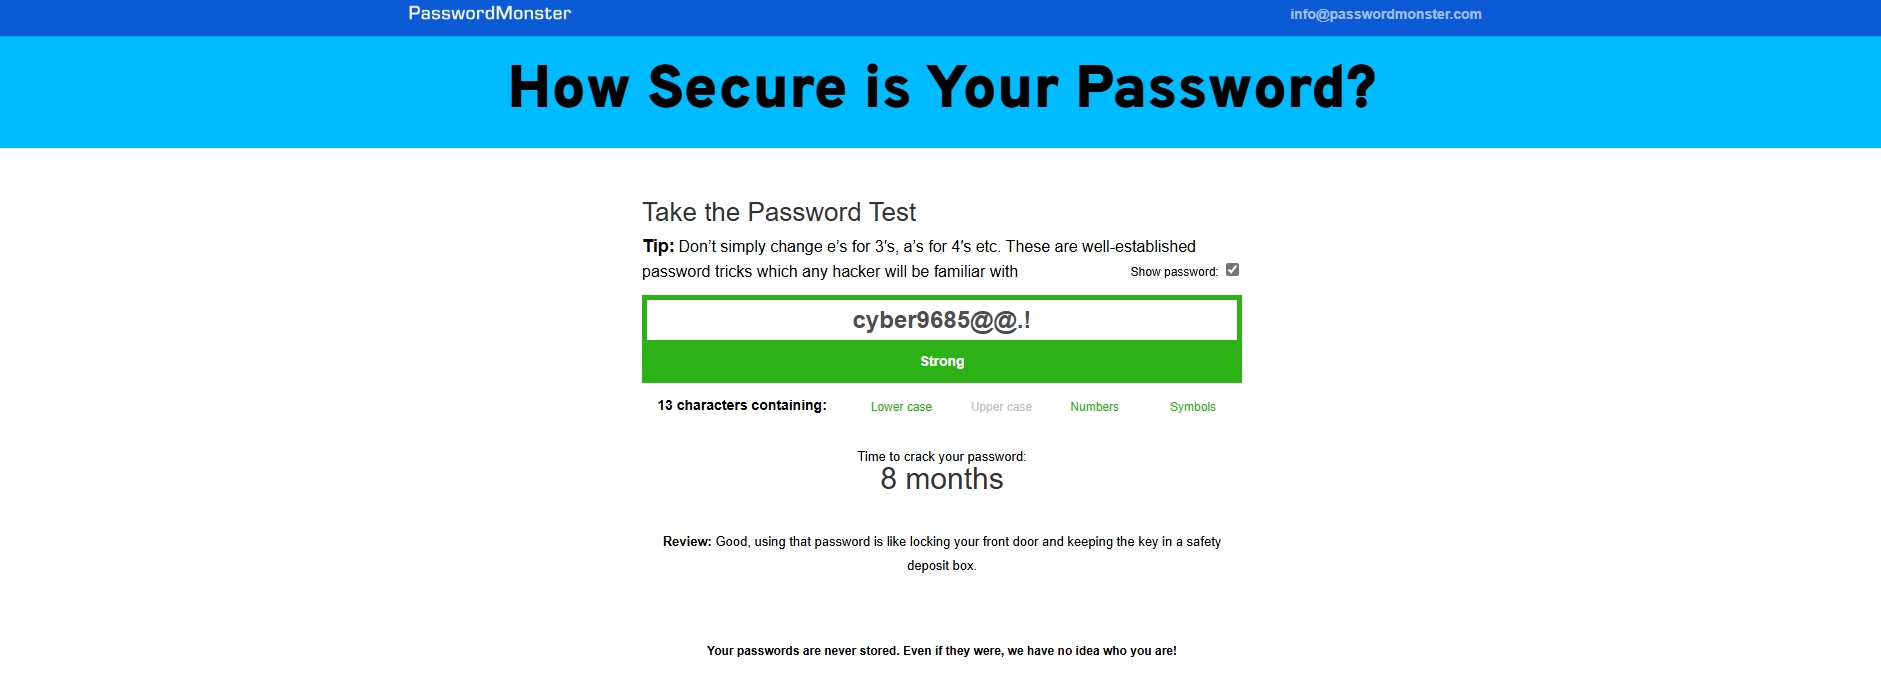 PasswordMonster
info@passwordmonster.com
How Secure is Your Password?
Take the Password Test
Tip: Don’t simply change e’s for 3′s, a’s for 4′s etc. These are well-established
password tricks which any hacker will be familiar with
Show password:
cyber9685@@.!
Strong
13 characters containing: Lower case Upper case Numbers Symbols
Time to crack your password:
8 months
Review: Good, using that password is like locking your front door and keeping the key in a safety
deposit box.
Your passwords are never stored. Even if they were, we have no idea who you are!